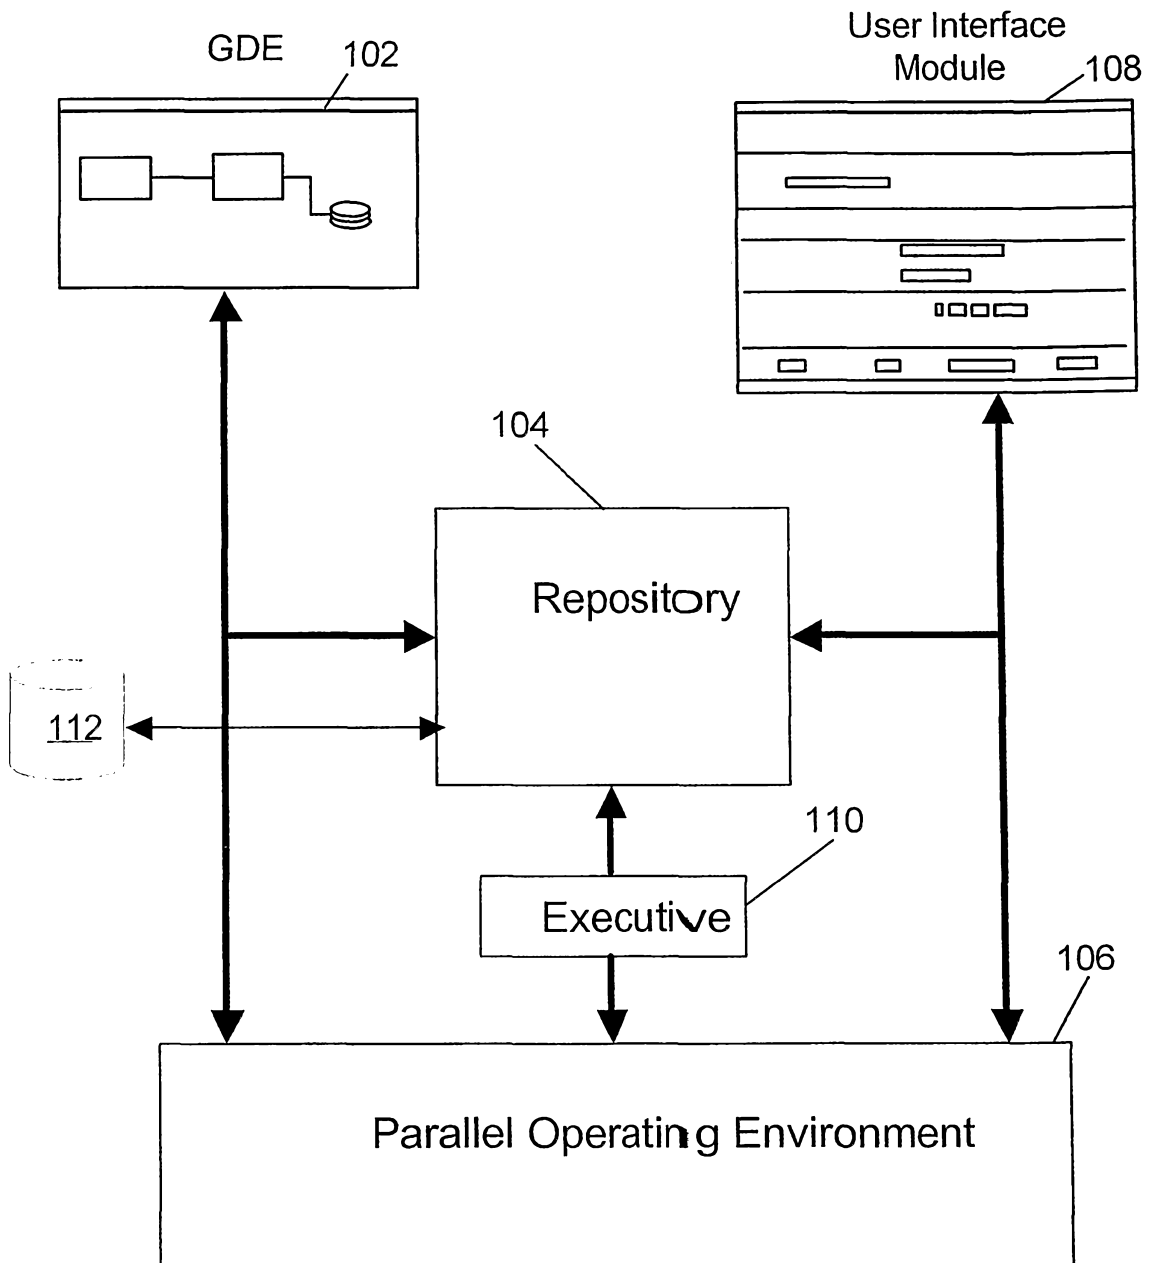 GDE
102
User Interface
Module
108
104
Repository
112
110
Executive
106
Parallel Operating Environment